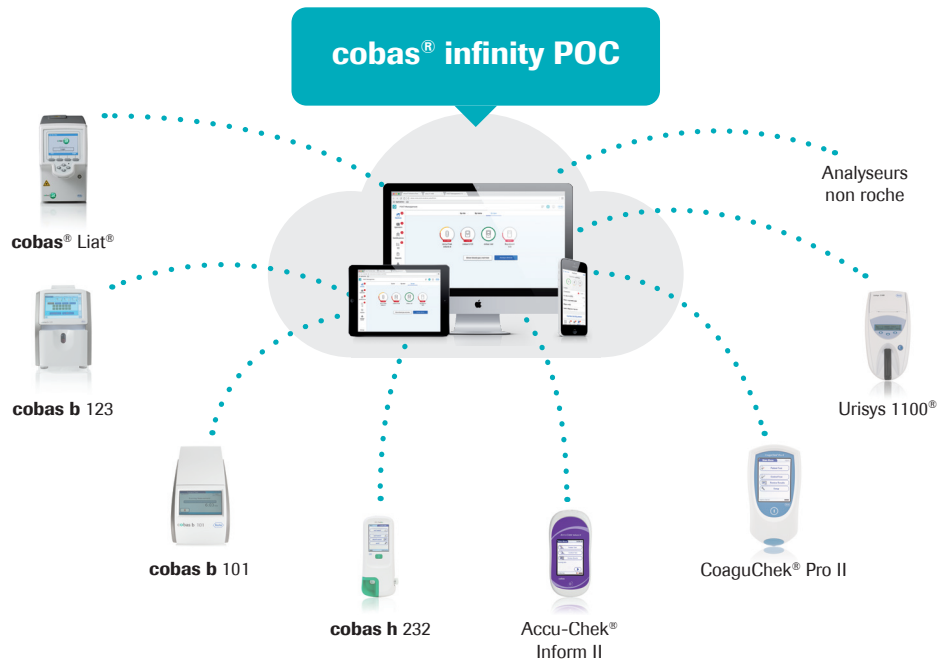 cobas® infinity POC
Analyseurs
non roche
cobas® Liat®
cobas b 123
Urisys 1100®
cobas b 101
CoaguChek® Pro II
cobas h 232
Accu-Chek®
Inform II